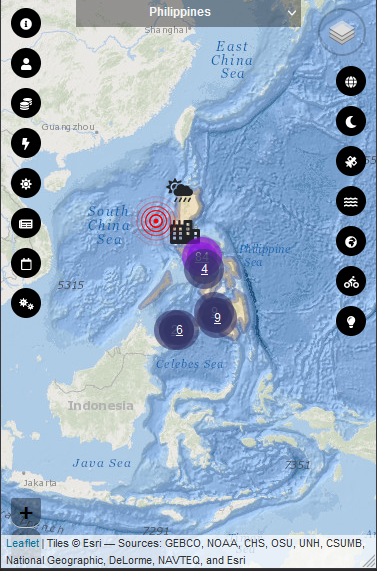 Philippines
Shanghai
East
China
Sea
Guangzhou
South
China
Sea
Philippine
Sea
4
5315
9
6
Celebes Sea
Indonesia
Java Sea
7351
Jakarta
+
7291
Leaflet | Tiles © Esri — Sources: GEBCO, NOAA, CHS, OSU, UNH, CSUMB,
National Geographic, DeLorme, NAVTEQ, and Esri